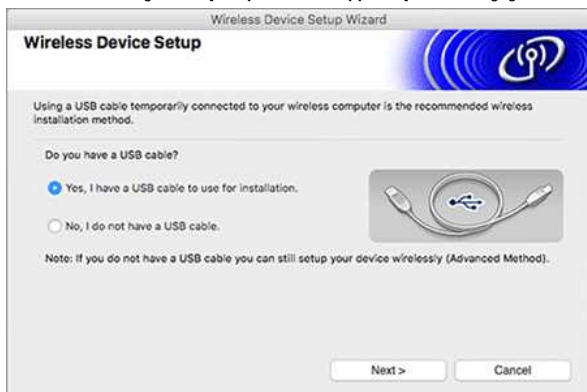 Wireless Device Setup Wizard
Wireless Device Setup
Using a USB cable temporarily connected to your wireless computer is the recommended wireless
installation method.
Do you have a USB cable?
Yes, I have a USB cable to use for installation.
No, I do not have a USB cable.
Note: If you do not have a USB cable you can still setup your device wirelessly (Advanced Method).
Next >
Cancel